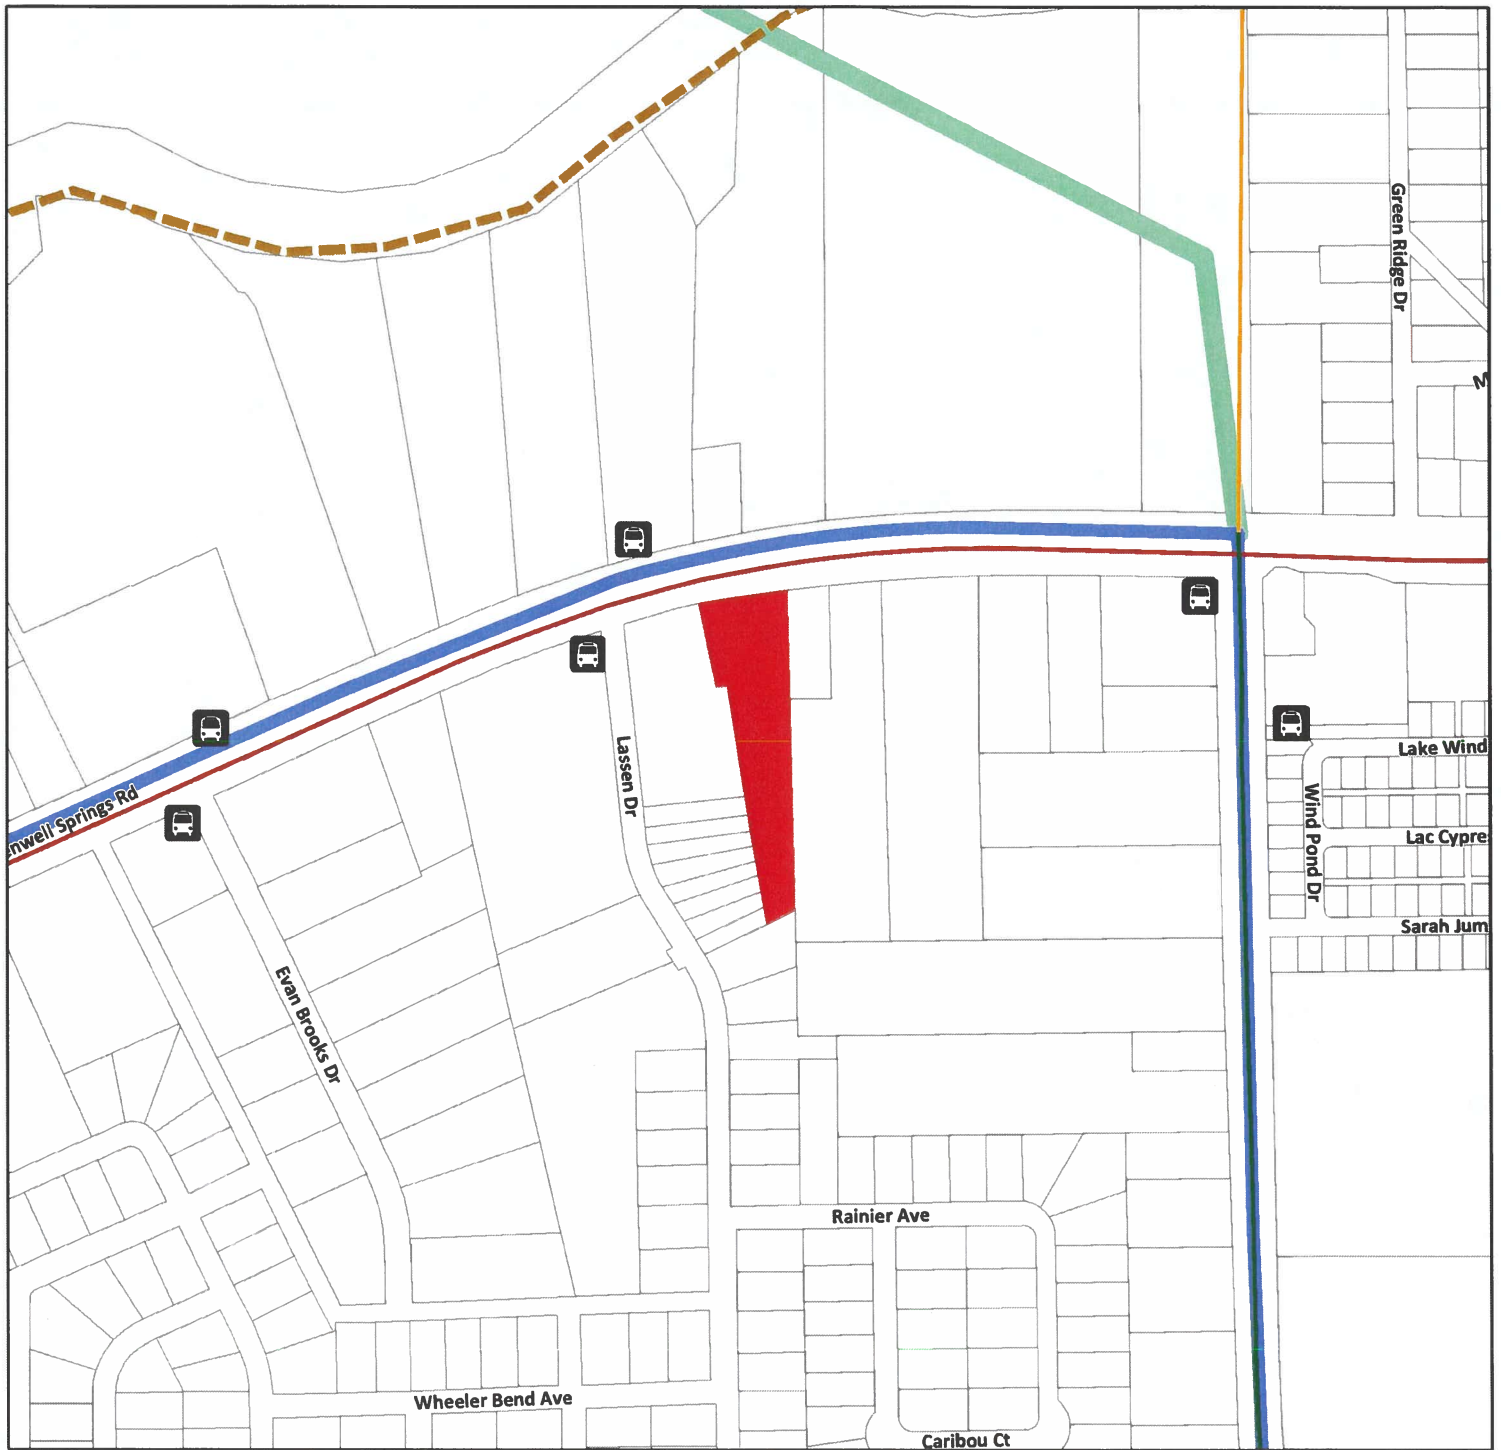 Green Ridge Dr
Lassen Dr
Lake Wind
enwell Springs Rd
Wind Pond Dr
Lac Cypre
Sarah Jum
Evan Brooks Dr
Rainier Ave
Wheeler Bend Ave
Caribou Ct